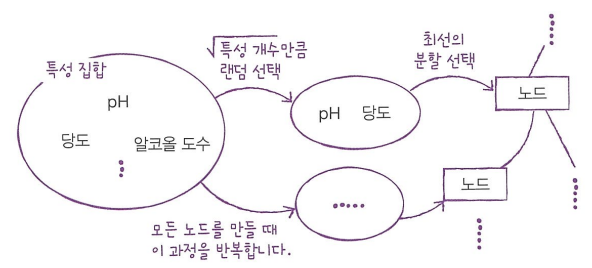 특성 집합
pH
당도
알코올 도수
√특성 개수만큼
랜덤 선택
pH 당도
최선의
분할 선택
노드
노드
모든 노드를 만들 때
이 과정을 반복합니다.